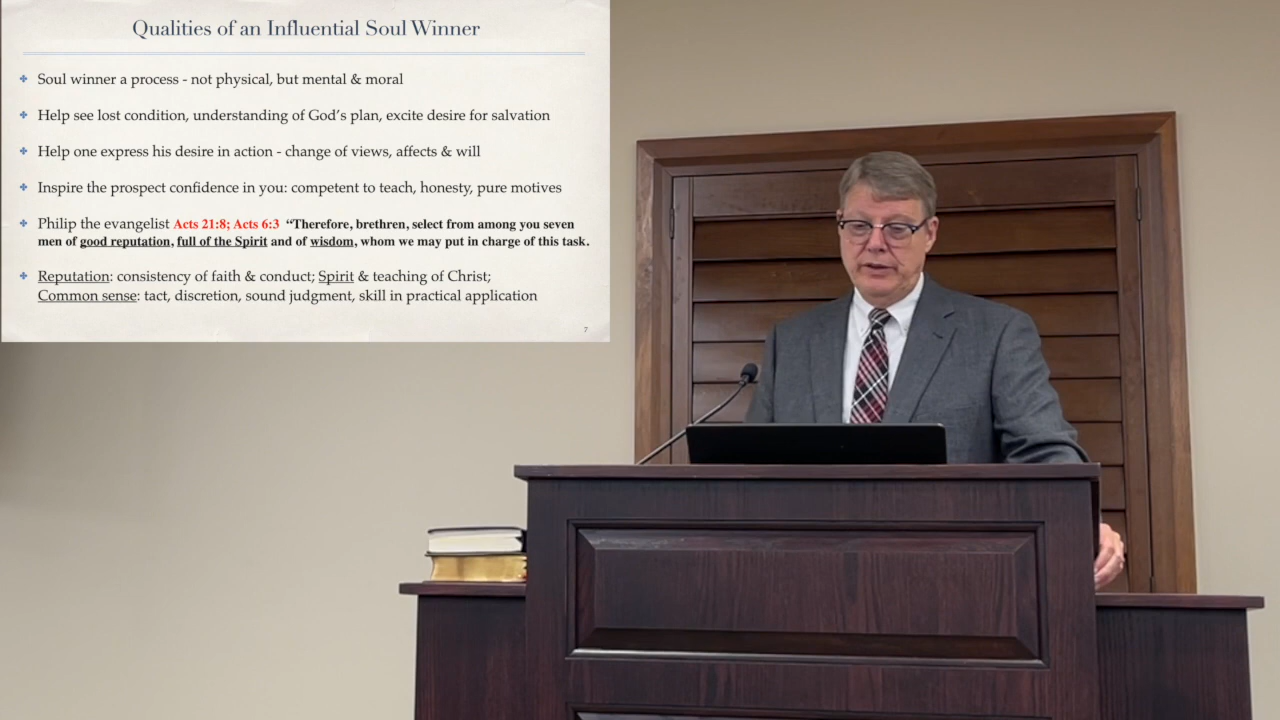 Qualities of an Influential Soul Winner
Soul winner a process - not physical, but mental & moral
Help see lost condition, understanding of God's plan, excite desire for salvation
Help one express his desire in action - change of views, affects & will
Inspire the prospect confidence in you: competent to teach, honesty, pure motives
Philip the evangelist Acts 21:8; Acts 6:3 “Therefore, brethren, select from among you seven
men of good reputation, full of the Spirit and of wisdom, whom we may put in charge of this task.
Reputation: consistency of faith & conduct; Spirit & teaching of Christ;
Common sense: tact, discretion, sound judgment, skill in practical application
7